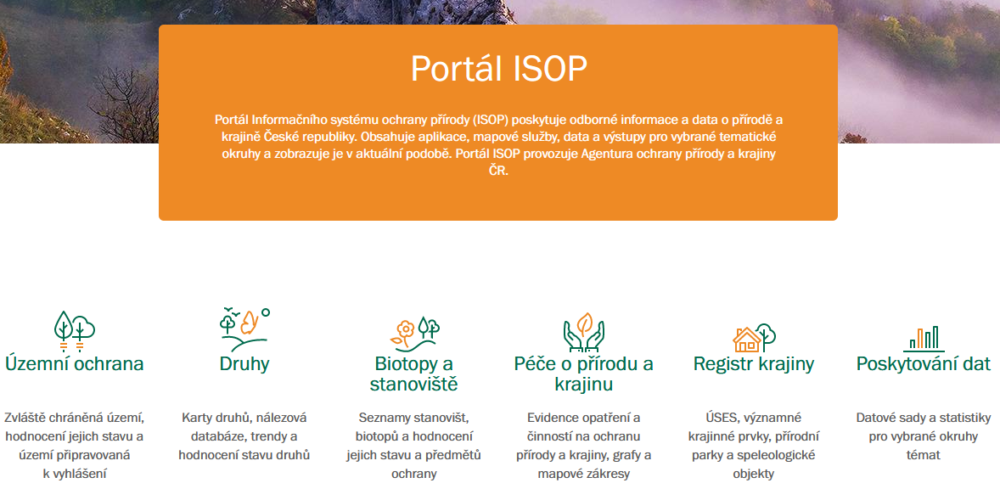 Portál ISOP
Portál Informačního systému ochrany přírody (ISOP) poskytuje odborné informace a data o přírodě a
krajině České republiky. Obsahuje aplikace, mapové služby, data a výstupy pro vybrané tematické
okruhy a zobrazuje je v aktuální podobě. Portál ISOP provozuje Agentura ochrany přírody a krajiny
ČR.
Územní ochrana
Zvláště chráněná území,
hodnocení jejich stavu a
území připravovaná
k vyhlášení
Druhy
Karty druhů, nálezová
databáze, trendy a
hodnocení stavu druhů
Biotopy a
stanoviště
Seznamy stanovišt,
biotopů a hodnocení
jejich stavu a předmětů
ochrany
Péče o přírodu a
krajinu
Evidence opatření a
činností na ochranu
přírody a krajiny, grafy a
mapové zákresy
Registr krajiny
ÚSES, významné
krajinné prvky, přírodní
parky a speleologické
objekty
Poskytování dat
Datové sady a statistiky
pro vybrané okruhy
témat